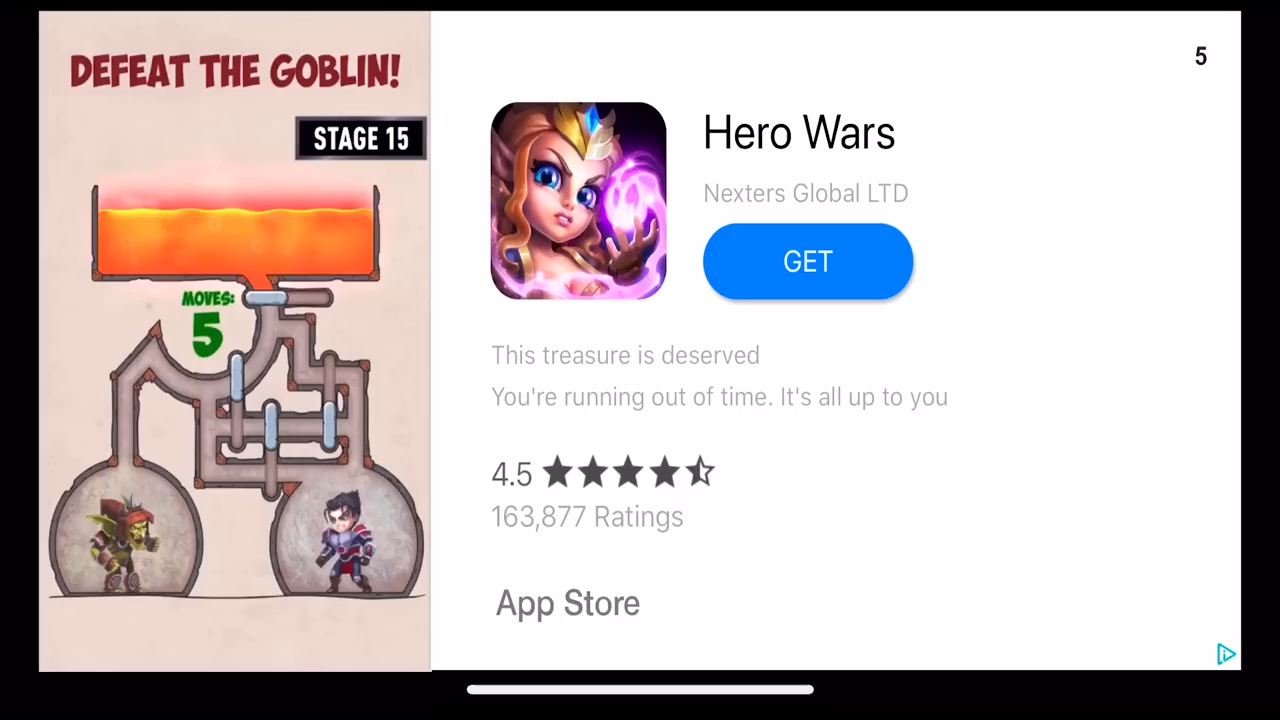 DEFEAT THE GOBLIN!
STAGE 15
MOVES:
5
5
Hero Wars
Nexters Global LTD
GET
This treasure is deserved
You're running out of time. It's all up to you
4.5
163,877 Ratings
App Store